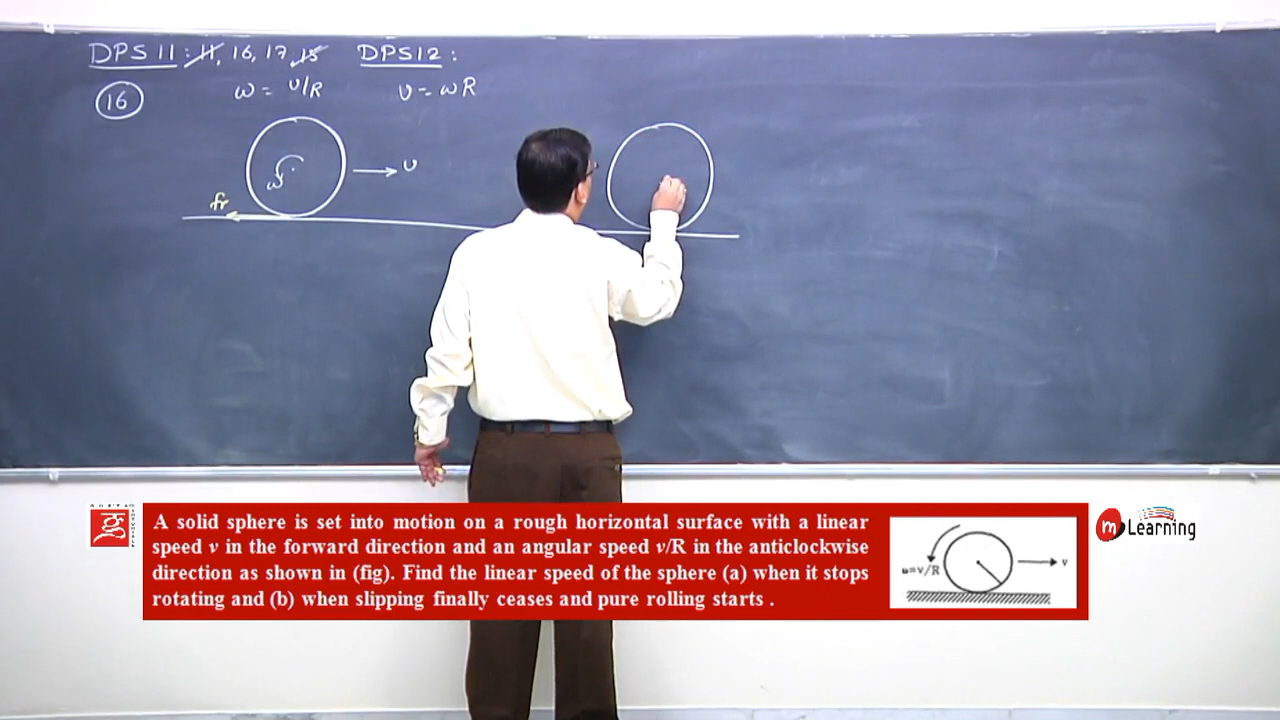 DPS 11 : 11, 16, 17, 15 DPS 12 :
16
ω = v/R v = ωR
ω
v
fr
A solid sphere is set into motion on a rough horizontal surface with a linear
speed v in the forward direction and an angular speed v/R in the anticlockwise
direction as shown in (fig). Find the linear speed of the sphere (a) when it stops
rotating and (b) when slipping finally ceases and pure rolling starts .
ω=v/R
v
m Learning